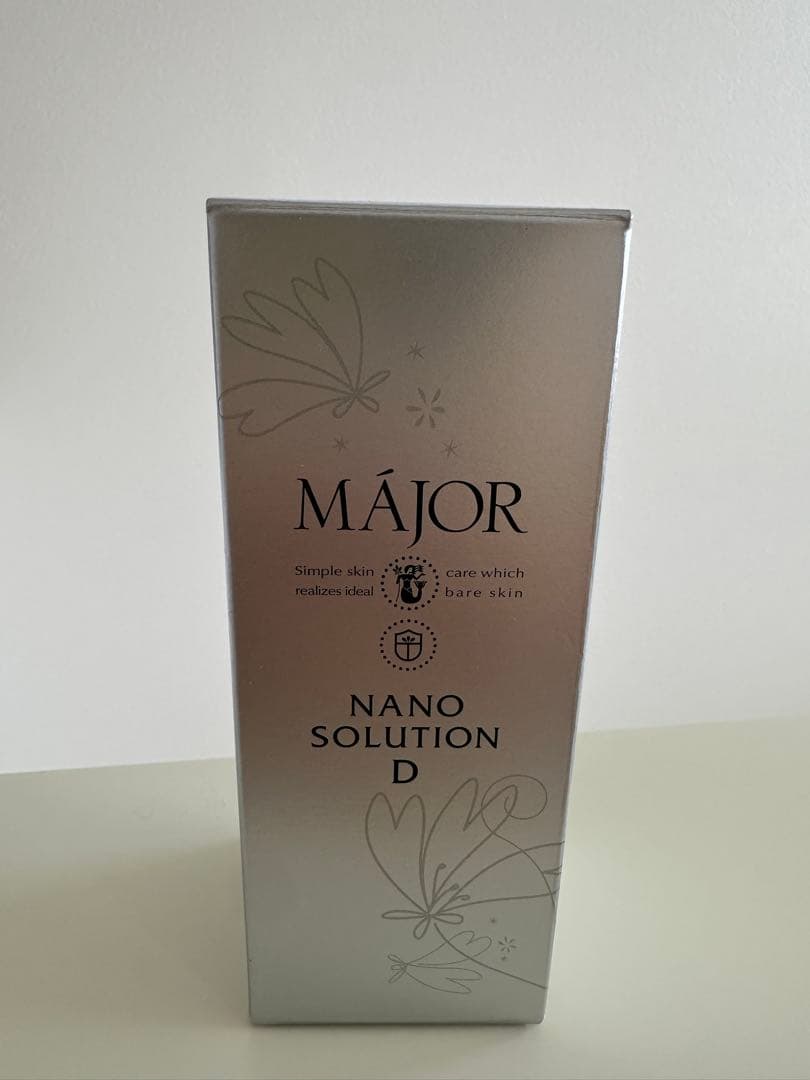 MÁJOR
Simple skin care which
realizes ideal bare skin
NANO
SOLUTION
D